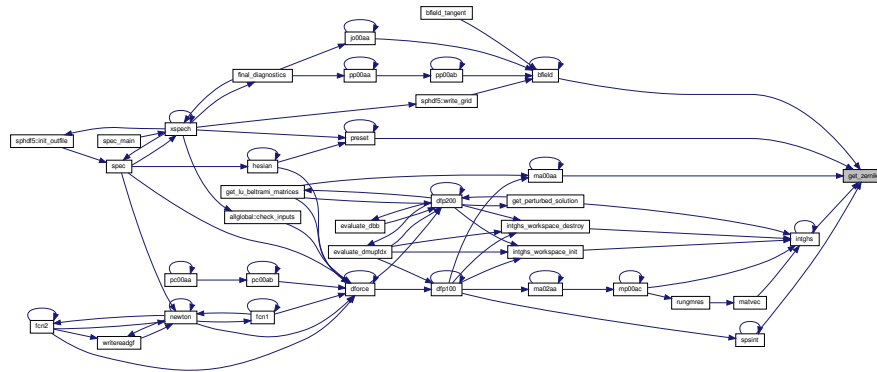 bfield_tangent
jo00aa
final_diagnostics
pp00aa
pp00ab
bfield
sphdf5::write_grid
xspech
sphdf5::init_outfile
spec_main
preset
spec
hesian
ma00aa
get_zernik
get_lu_beltrami_matrices
dfp200
get_perturbed_solution
allglobal::check_inputs
evaluate_dbb
intghs_workspace_destroy
intghs
evaluate_dmupfdx
intghs_workspace_init
pc00aa
pc00ab
dforce
dfp100
ma02aa
mp00ac
rungmres
matvec
newton
fcn1
fcn2
writereadgf
spsint